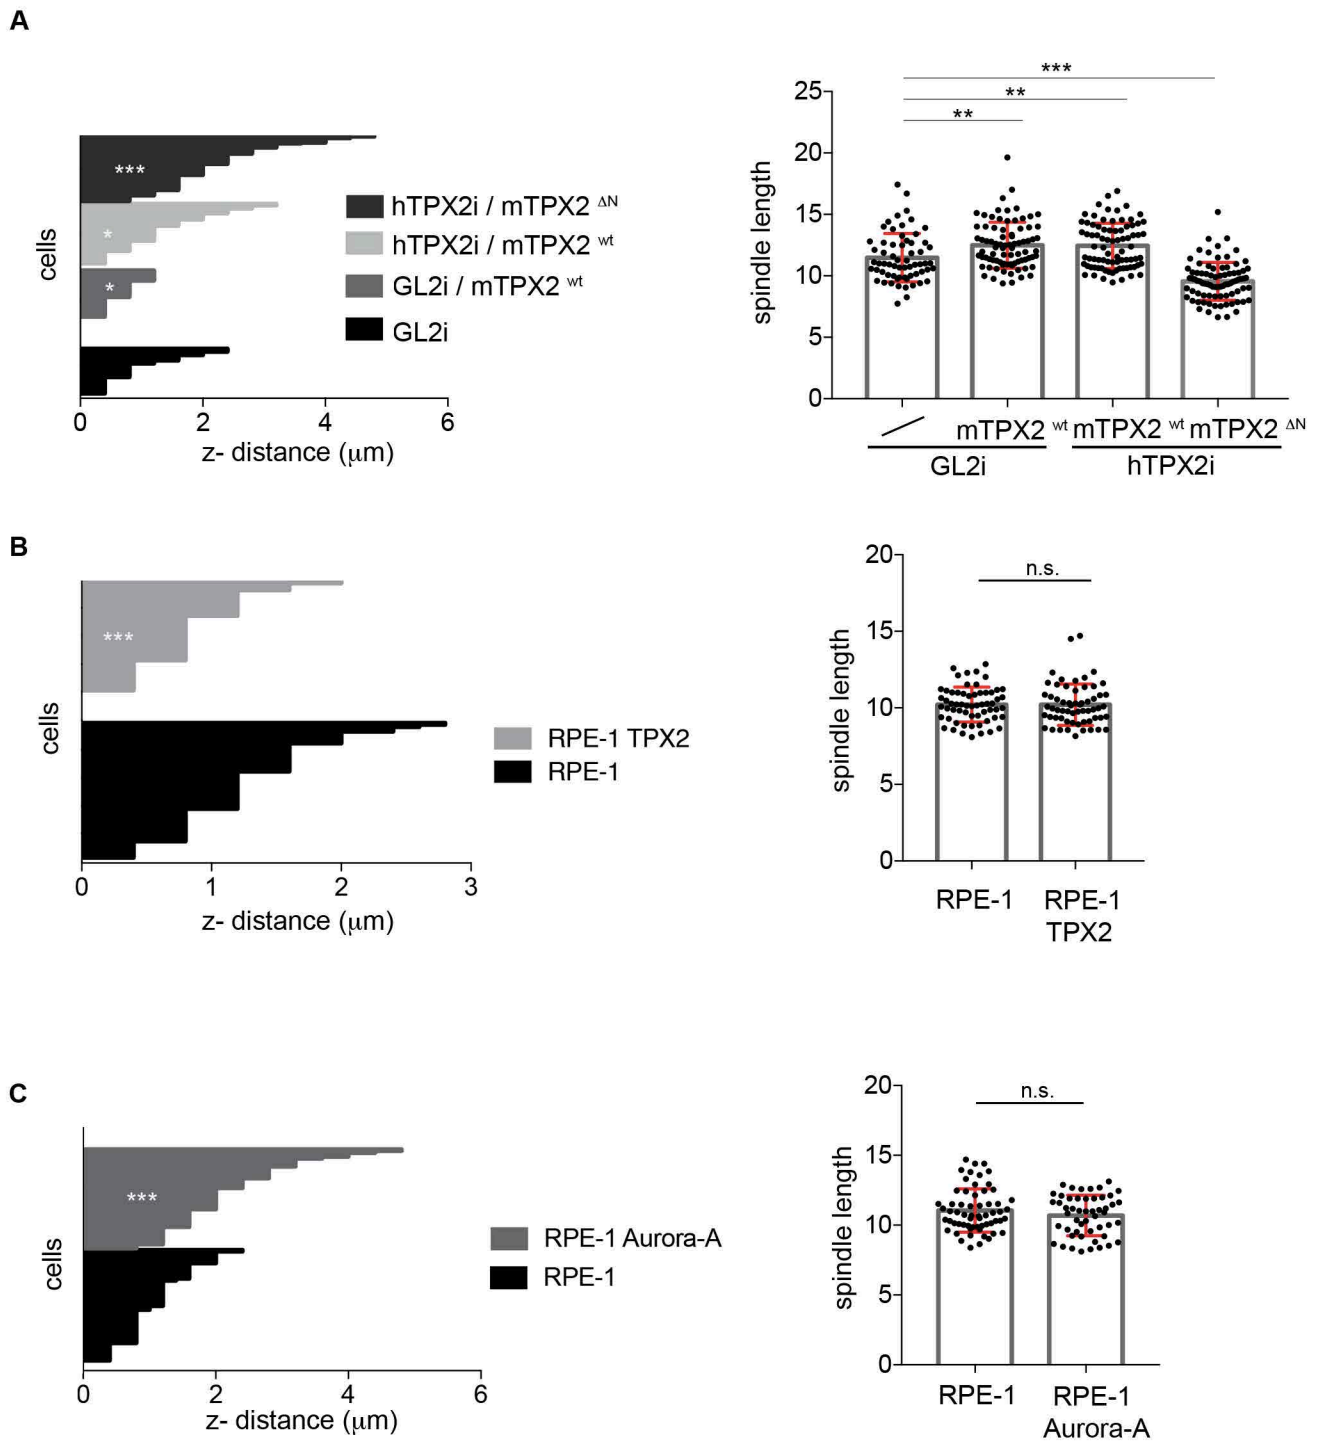 A
***
*
*
cells
hTPX2i / mTPX2 ΔN
hTPX2i / mTPX2 wt
GL2i / mTPX2 wt
GL2i
0 2 4 6
z- distance (μm)
***
**
**
spindle length
25
20
15
10
5
0
mTPX2 wt mTPX2 wt mTPX2 ΔN
GL2i hTPX2i
B
***
cells
RPE-1 TPX2
RPE-1
0 1 2 3
z- distance (μm)
n.s.
spindle length
20
15
10
5
0
RPE-1 RPE-1
TPX2
C
***
cells
RPE-1 Aurora-A
RPE-1
0 2 4 6
z- distance (μm)
n.s.
spindle length
20
15
10
5
0
RPE-1 RPE-1
Aurora-A